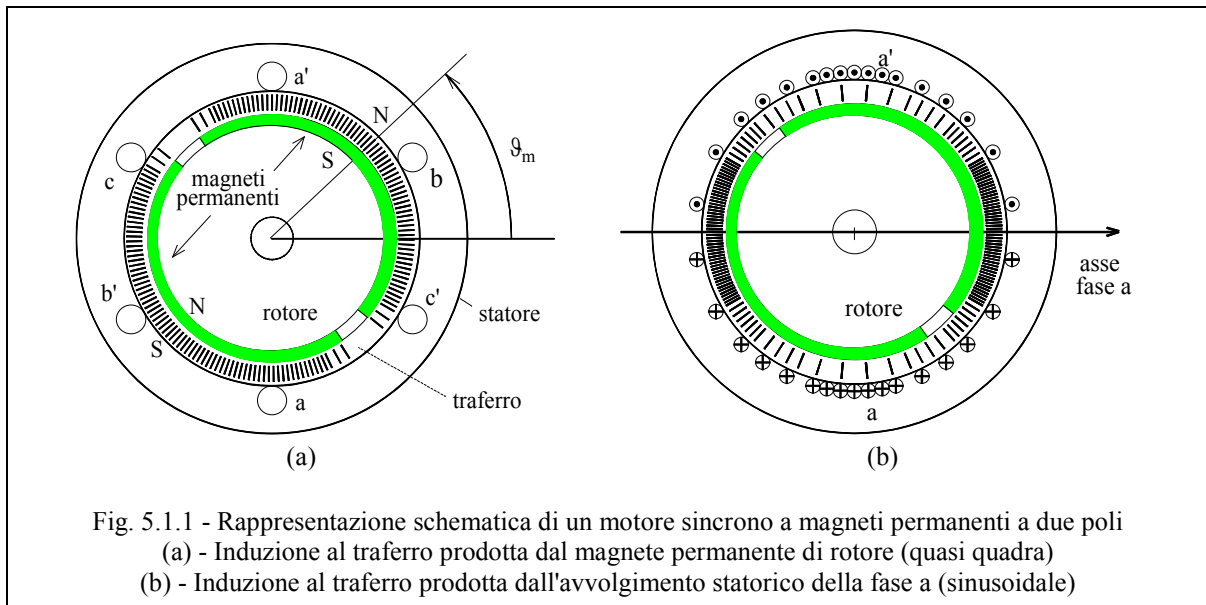 a'
N
ϑm
S
c
b
magneti
permanenti
b'
N
rotore
c'
statore
S
traferro
a
(a)
a'
asse
fase a
rotore
a
(b)
Fig. 5.1.1 - Rappresentazione schematica di un motore sincrono a magneti permanenti a due poli
(a) - Induzione al traferro prodotta dal magnete permanente di rotore (quasi quadra)
(b) - Induzione al traferro prodotta dall'avvolgimento statorico della fase a (sinusoidale)